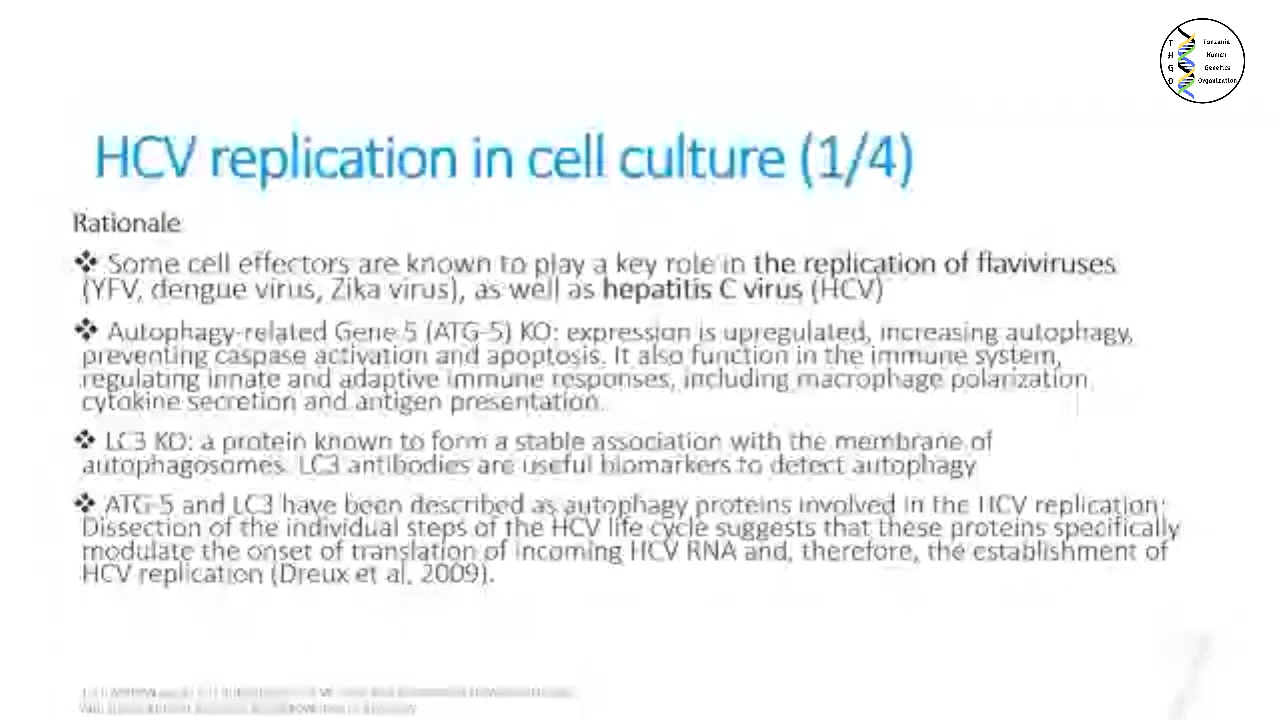 T
H
G
O
Tanzania
Human
Genetics
Organization
HCV replication in cell culture (1/4)
Rationale
❖ Some cell effectors are known to play a key role in the replication of flaviviruses
(YFV, dengue virus, Zika virus), as well as hepatitis C virus (HCV)
❖ Autophagy-related Gene 5 (ATG-5) KO: expression is upregulated, increasing autophagy,
preventing caspase activation and apoptosis. It also function in the immune system,
regulating innate and adaptive immune responses, including macrophage polarization,
cytokine secretion and antigen presentation.
❖ LC3 KO: a protein known to form a stable association with the membrane of
autophagosomes. LC3 antibodies are useful biomarkers to detect autophagy
❖ ATG-5 and LC3 have been described as autophagy proteins involved in the HCV replication;
Dissection of the individual steps of the HCV life cycle suggests that these proteins specifically
modulate the onset of translation of incoming HCV RNA and, therefore, the establishment of
HCV replication (Dreux et al, 2009).